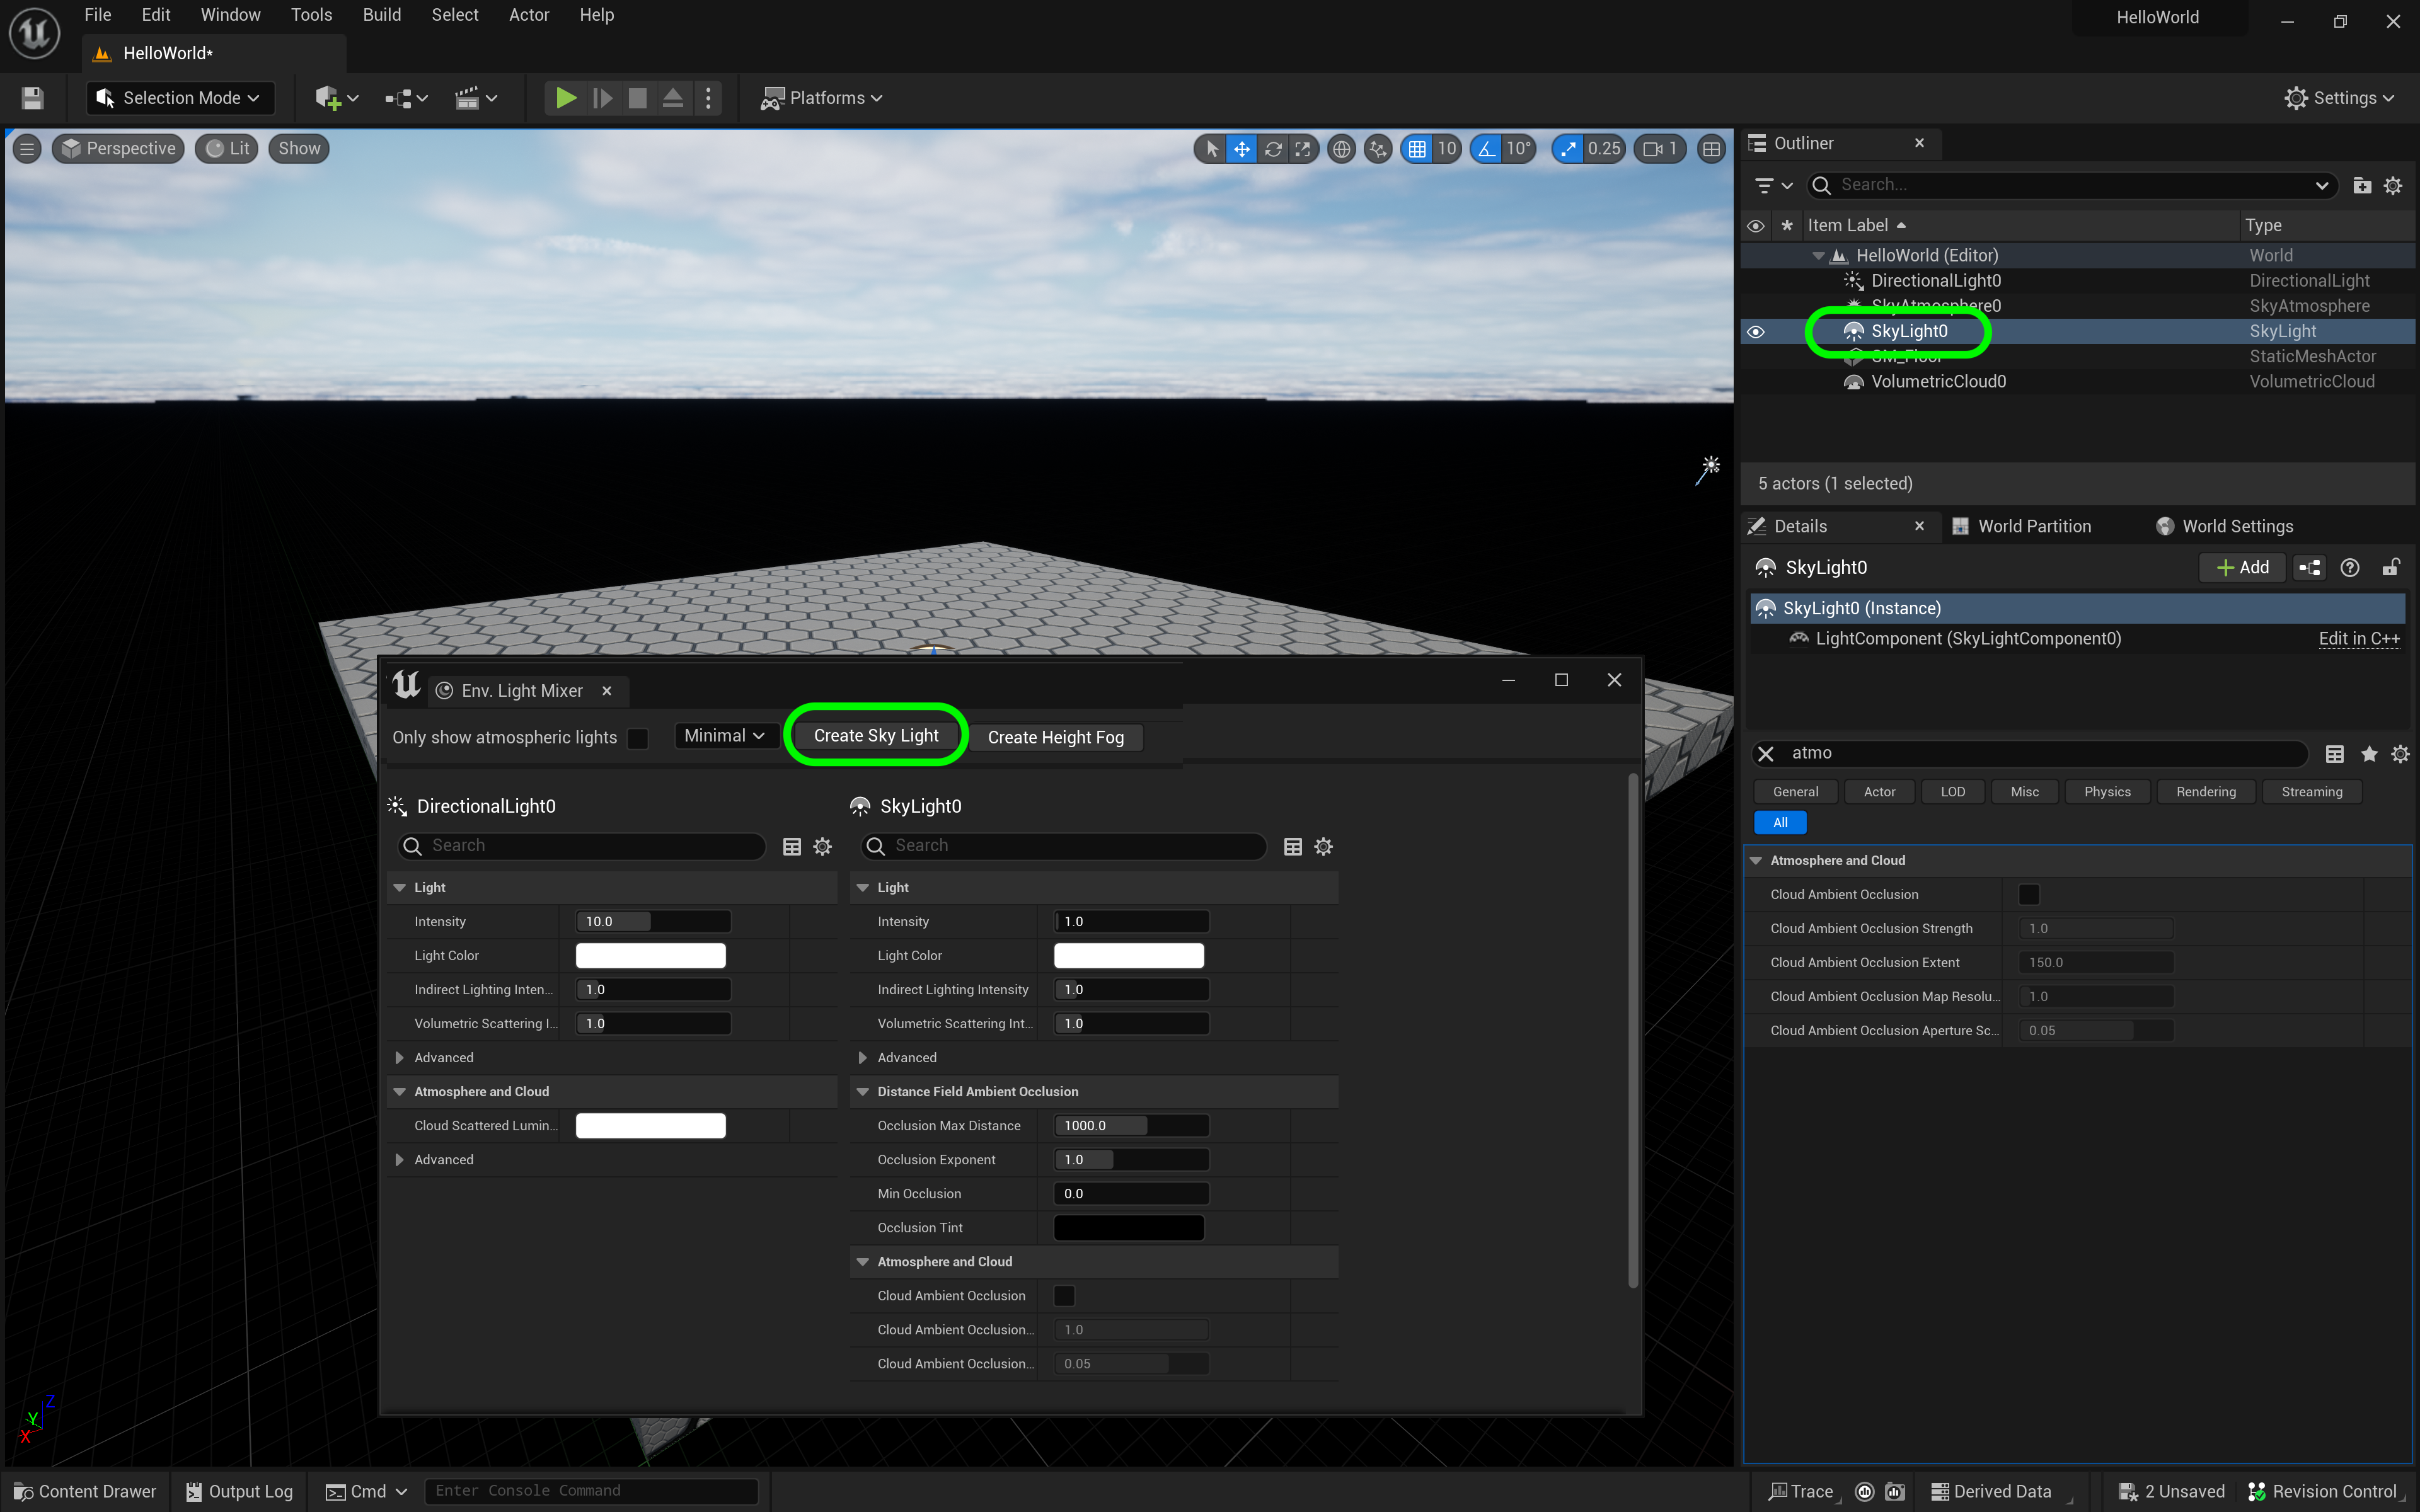 File Edit Window Tools Build Select Actor Help
HelloWorld
HelloWorld*
Selection Mode
Platforms
Settings
Perspective Lit Show
10 10° 0.25 1
Outliner
Search...
Item Label Type
HelloWorld (Editor) World
DirectionalLight0 DirectionalLight
SkyAtmosphere0 SkyAtmosphere
SkyLight0 SkyLight
SM_Floor StaticMeshActor
VolumetricCloud0 VolumetricCloud
5 actors (1 selected)
Details World Partition World Settings
SkyLight0 Add
SkyLight0 (Instance)
LightComponent (SkyLightComponent0) Edit in C++
atmo
General Actor LOD Misc Physics Rendering Streaming
All
Atmosphere and Cloud
Cloud Ambient Occlusion
Cloud Ambient Occlusion Strength 1.0
Cloud Ambient Occlusion Extent 150.0
Cloud Ambient Occlusion Map Resolu... 1.0
Cloud Ambient Occlusion Aperture Sc... 0.05
Env. Light Mixer
Only show atmospheric lights Minimal Create Sky Light Create Height Fog
DirectionalLight0
Search
Light
Intensity 10.0
Light Color
Indirect Lighting Inten... 1.0
Volumetric Scattering I... 1.0
Advanced
Atmosphere and Cloud
Cloud Scattered Lumin...
Advanced
SkyLight0
Search
Light
Intensity 1.0
Light Color
Indirect Lighting Intensity 1.0
Volumetric Scattering Int... 1.0
Advanced
Distance Field Ambient Occlusion
Occlusion Max Distance 1000.0
Occlusion Exponent 1.0
Min Occlusion 0.0
Occlusion Tint
Atmosphere and Cloud
Cloud Ambient Occlusion
Cloud Ambient Occlusion... 1.0
Cloud Ambient Occlusion... 0.05
Z
Y
X
Content Drawer Output Log Cmd Enter Console Command
Trace Derived Data 2 Unsaved Revision Control